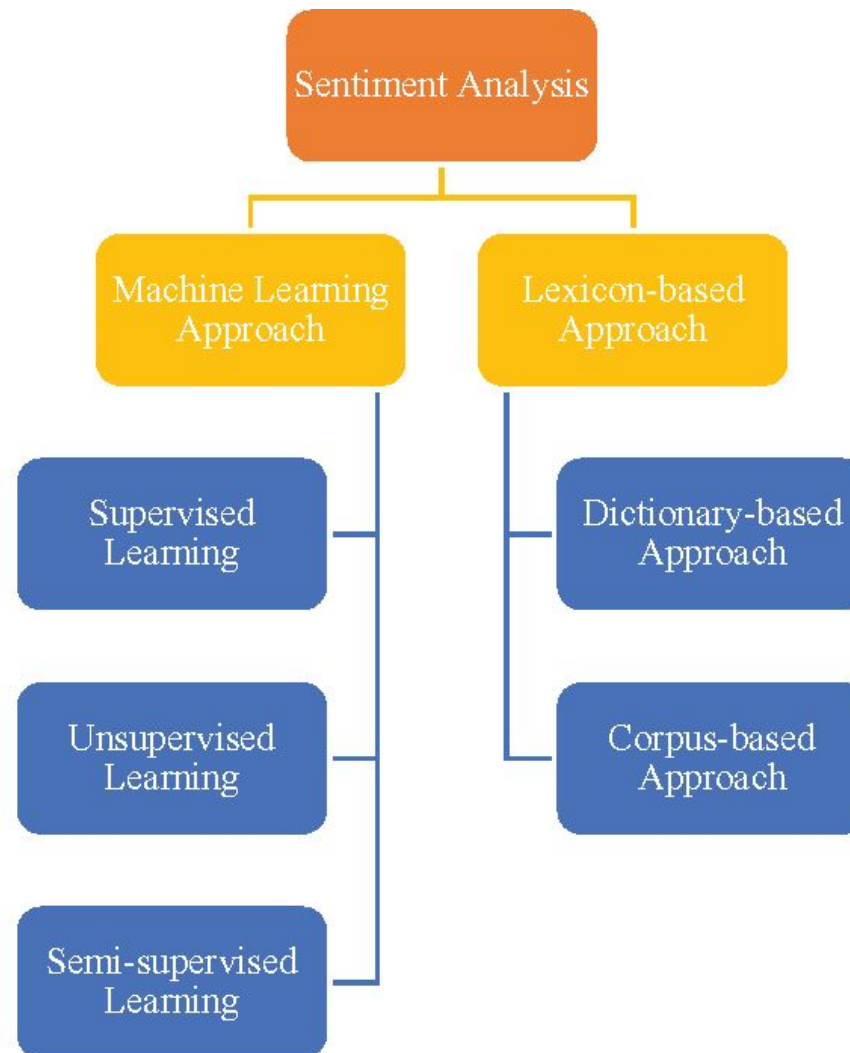 Sentiment Analysis
Machine Learning
Approach
Lexicon-based
Approach
Supervised
Learning
Dictionary-based
Approach
Unsupervised
Learning
Corpus-based
Approach
Semi-supervised
Learning